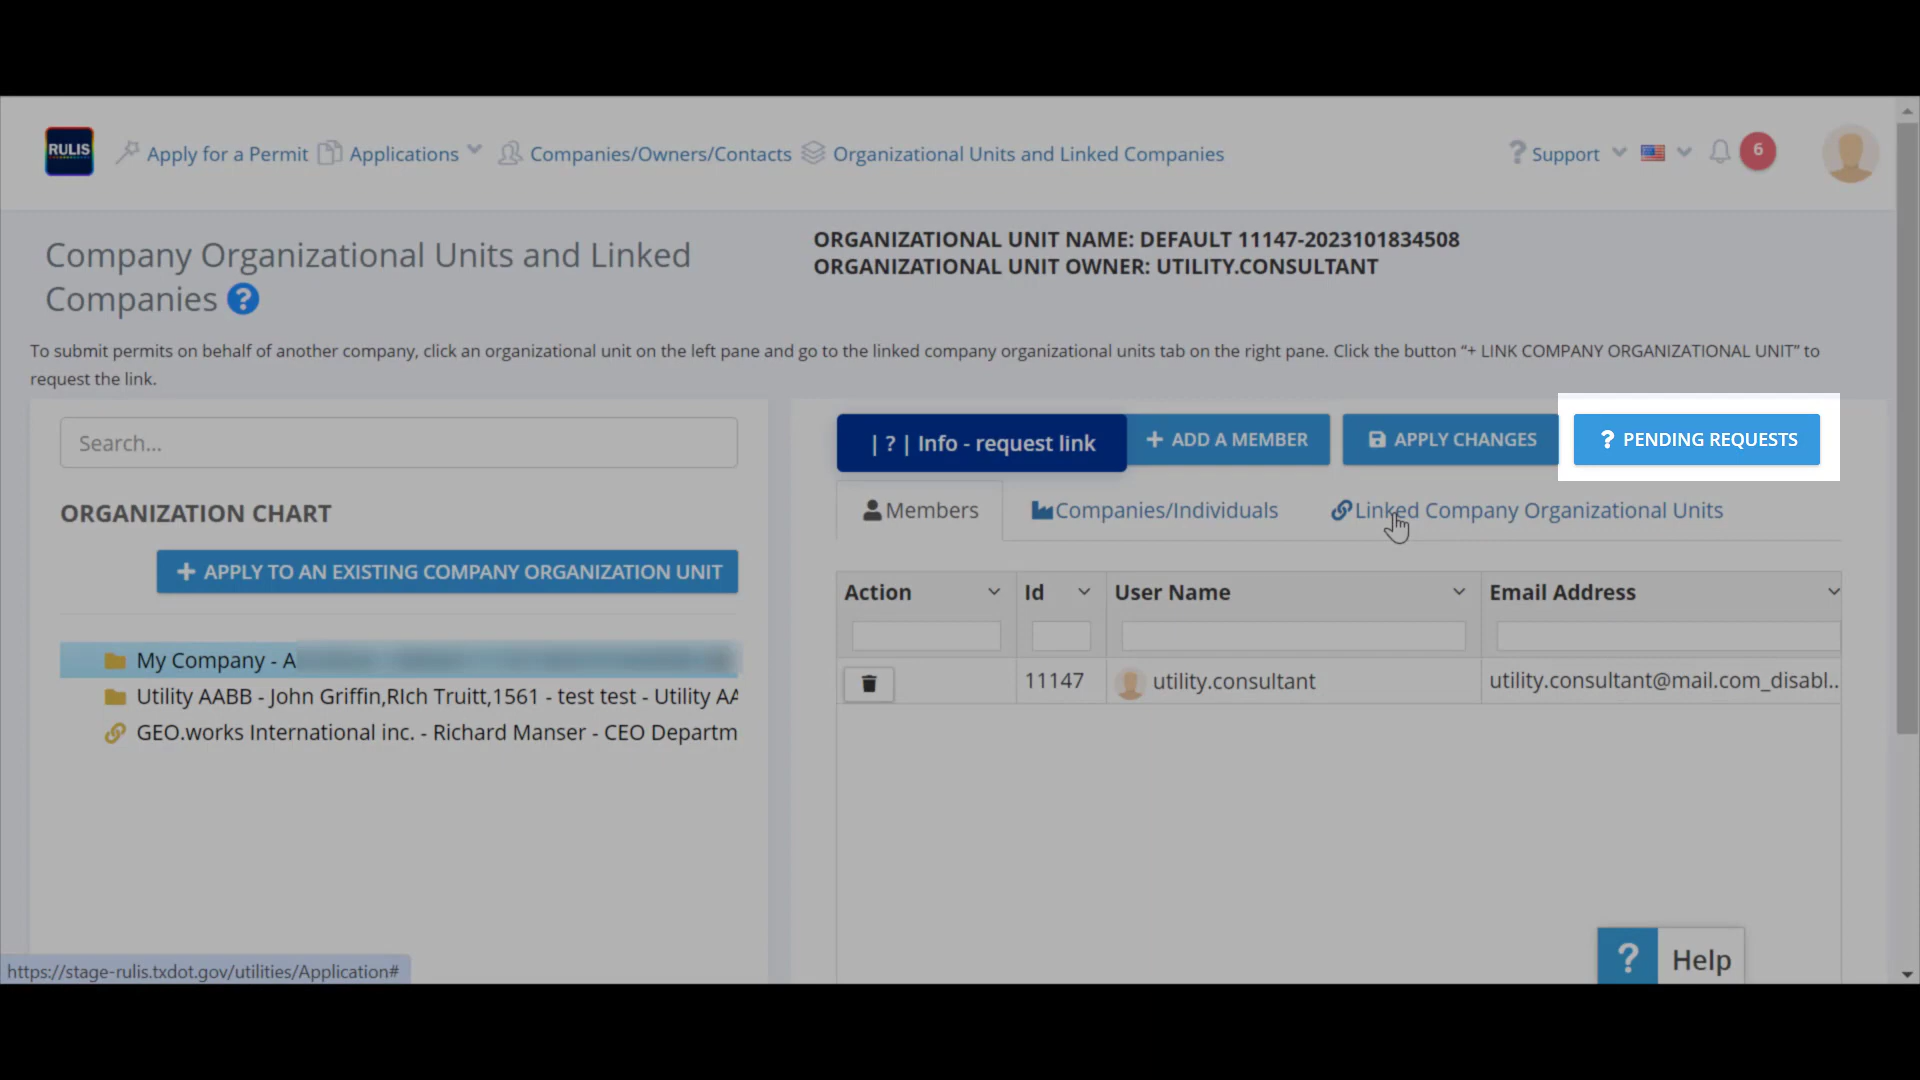 RULIS
Apply for a Permit
Applications
Companies/Owners/Contacts
Organizational Units and Linked Companies
? Support
6
Company Organizational Units and Linked
Companies ?
ORGANIZATIONAL UNIT NAME: DEFAULT 11147-2023101834508
ORGANIZATIONAL UNIT OWNER: UTILITY.CONSULTANT
To submit permits on behalf of another company, click an organizational unit on the left pane and go to the linked company organizational units tab on the right pane. Click the button “+ LINK COMPANY ORGANIZATIONAL UNIT” to
request the link.
Search...
ORGANIZATION CHART
+ APPLY TO AN EXISTING COMPANY ORGANIZATION UNIT
My Company - A
Utility AABB - John Griffin,RIch Truitt,1561 - test test - Utility AA
GEO.works International inc. - Richard Manser - CEO Departm
| ? | Info - request link
+ ADD A MEMBER
APPLY CHANGES
? PENDING REQUESTS
Members
Companies/Individuals
Linked Company Organizational Units
Action
Id
User Name
Email Address
11147
utility.consultant
utility.consultant@mail.com_disabl..
? Help
https://stage-rulis.txdot.gov/utilities/Application#